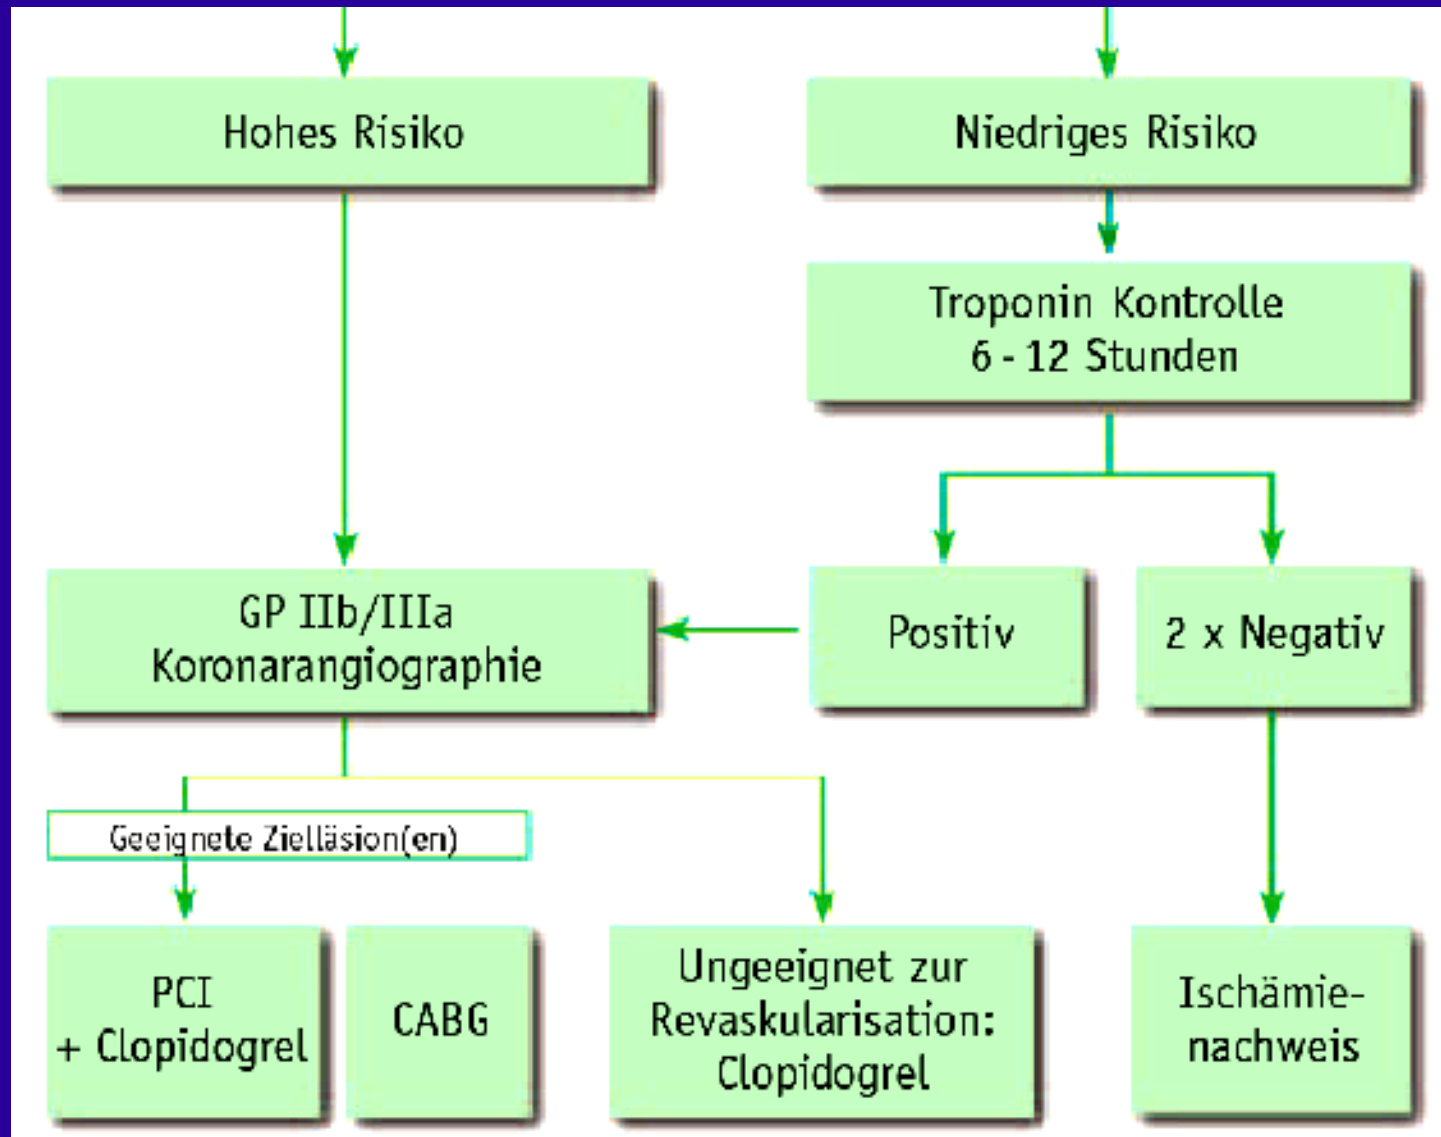 Hohes Risiko
Niedriges Risiko
Troponin Kontrolle
6 - 12 Stunden
GP IIb/IIIa
Koronarangiographie
Positiv
2 x Negativ
Geeignete Zielläsion(en)
PCI
+ Clopidogrel
CABG
Ungeeignet zur
Revaskularisation:
Clopidogrel
Ischämie-
nachweis